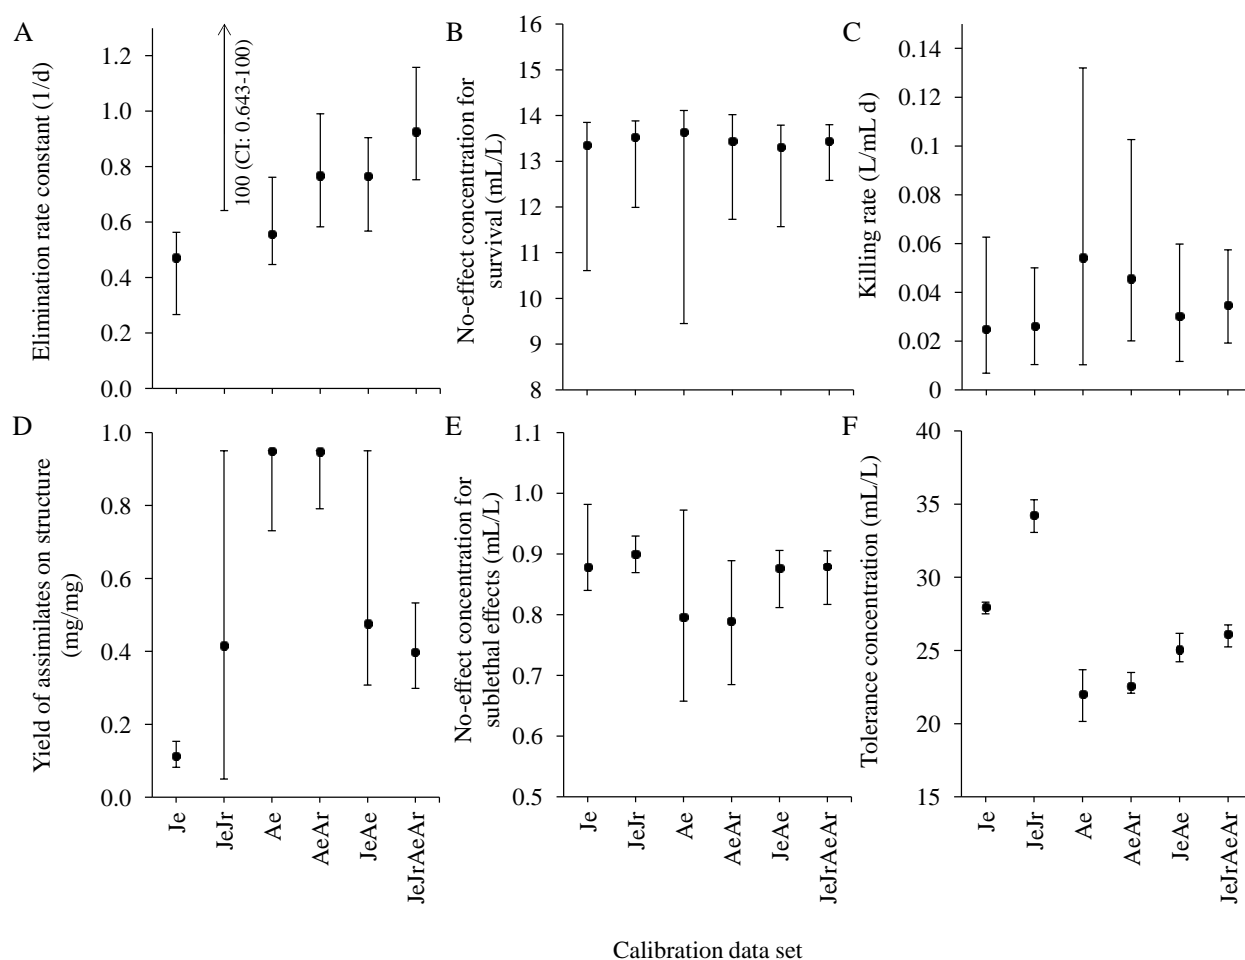 A
Elimination rate constant (1/d)
1.2
1.0
0.8
0.6
0.4
0.2
0.0
100 (CI: 0.643-100)
B
No-effect concentration for
survival (mL/L)
16
15
14
13
12
11
10
9
8
C
Killing rate (L/mL d)
0.14
0.12
0.1
0.08
0.06
0.04
0.02
0
D
Yield of assimilates on structure
(mg/mg)
1.0
0.8
0.6
0.4
0.2
0.0
Je
JeJr
Ae
AeAr
JeAe
JeJrAeAr
E
No-effect concentration for
sublethal effects (mL/L)
1.1
1.0
0.9
0.8
0.7
0.6
0.5
Je
JeJr
Ae
AeAr
JeAe
JeJrAeAr
F
Tolerance concentration (mL/L)
40
35
30
25
20
15
Je
JeJr
Ae
AeAr
JeAe
JeJrAeAr
Calibration data set